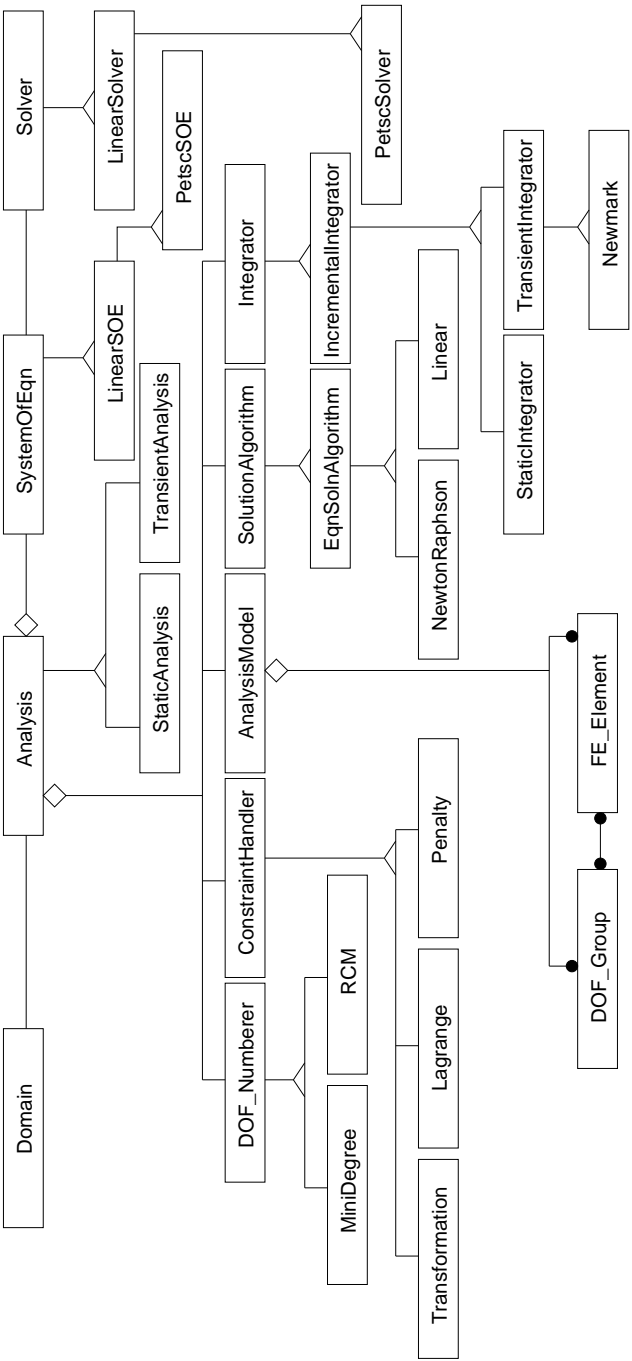 Domain
Analysis
SystemOfEqn
Solver
LinearSOE
LinearSolver
StaticAnalysis
TransientAnalysis
PetscSOE
DOF_Numberer
ConstraintHandler
AnalysisModel
SolutionAlgorithm
Integrator
MiniDegree
RCM
EqnSolnAlgorithm
IncrementalIntegrator
PetscSolver
Transformation
Lagrange
Penalty
NewtonRaphson
Linear
StaticIntegrator
TransientIntegrator
DOF_Group
FE_Element
Newmark